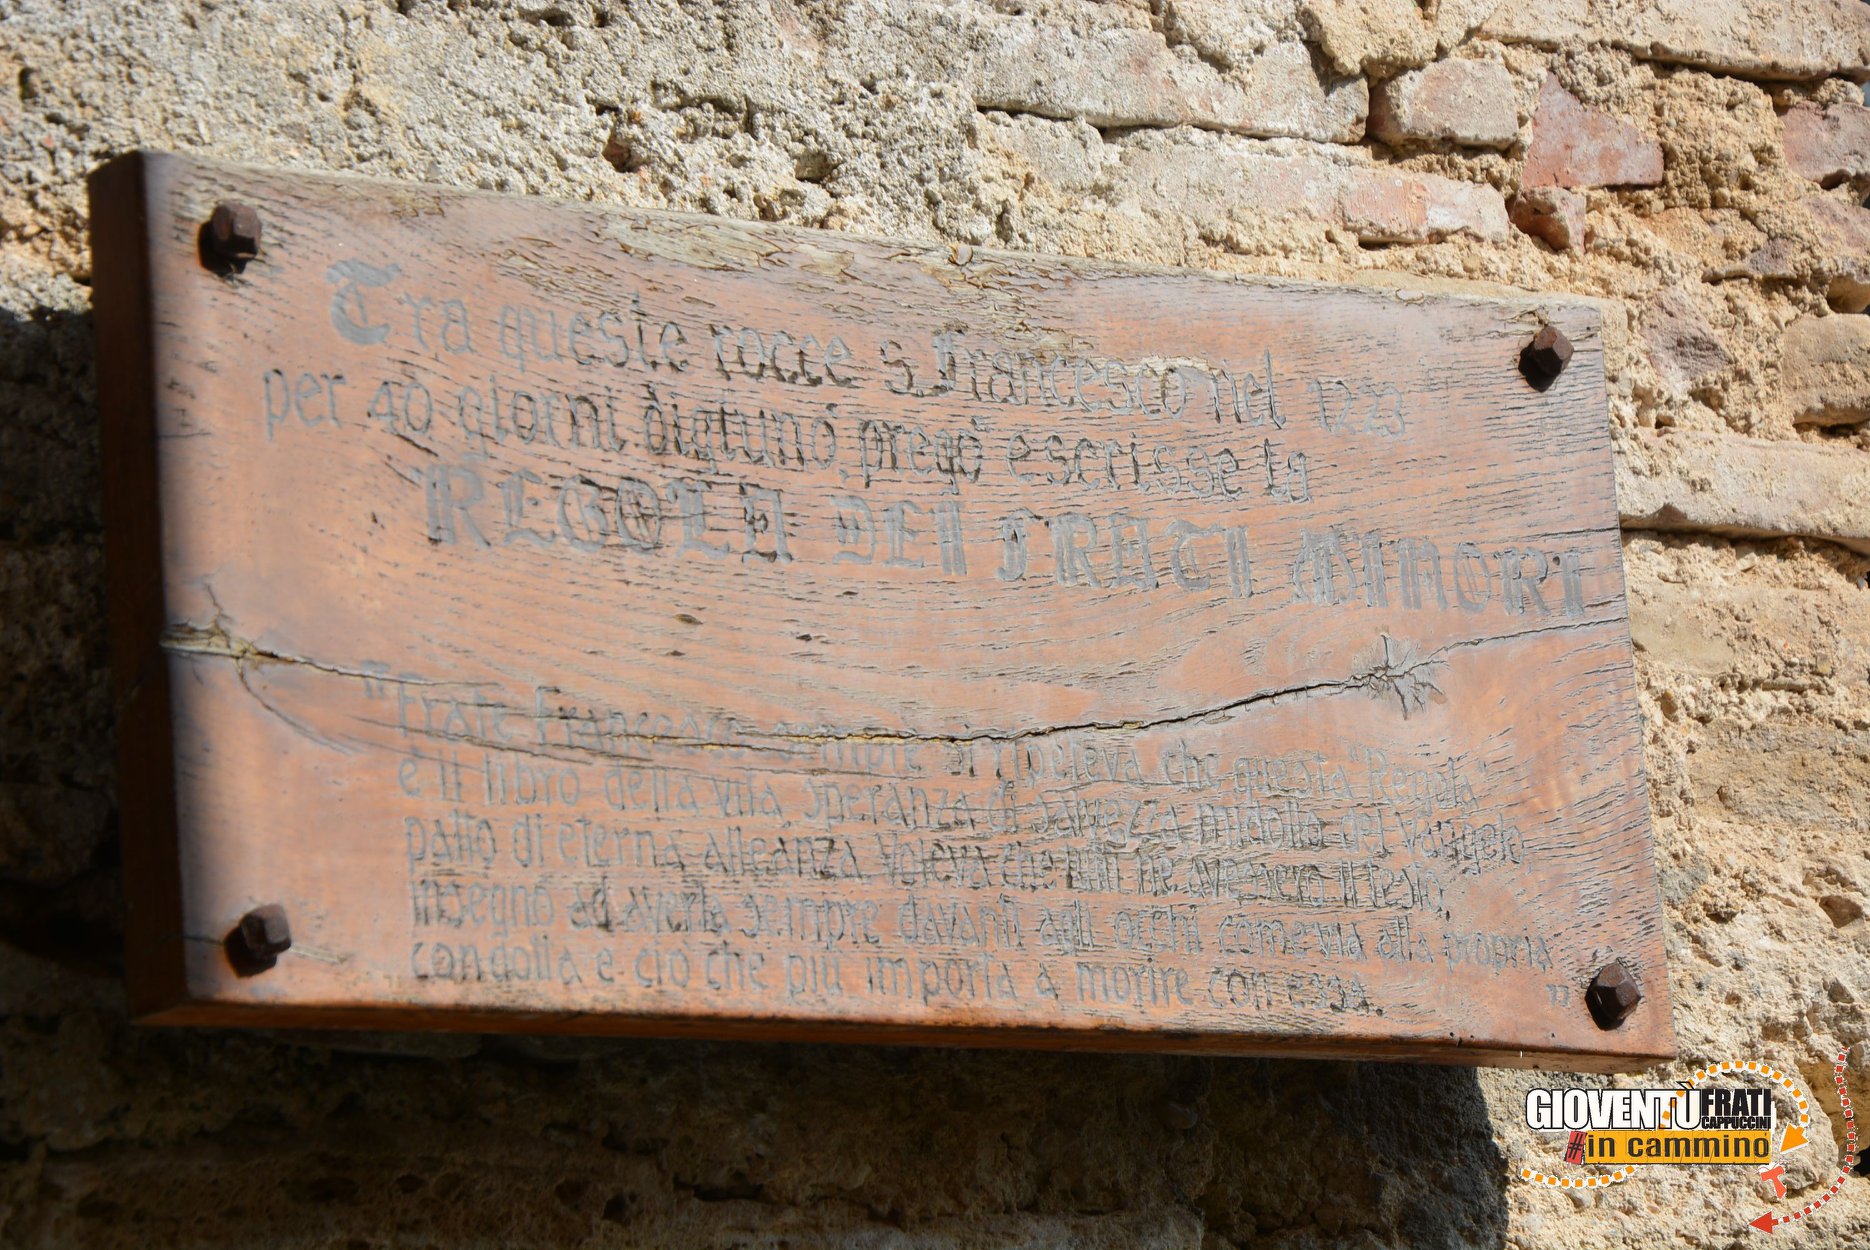 Tra queste rocce S. Francesco nel 1223
per 40 giorni digiunò, pregò e scrisse la
REGOLA DEI FRATI MINORI
"Frate Francesco sempre si ripeteva che questa "Regola"
è il libro della vita, speranza di salvezza midollo del Vangelo,
patto di eterna alleanza. Voleva che tutti ne avessero il testo,
insegnò ad averla sempre davanti agli occhi come via alla propria
condotta e ciò che più importa a morire con essa. "
GIOVENTÙ FRATI CAPPUCCINI
#in cammino